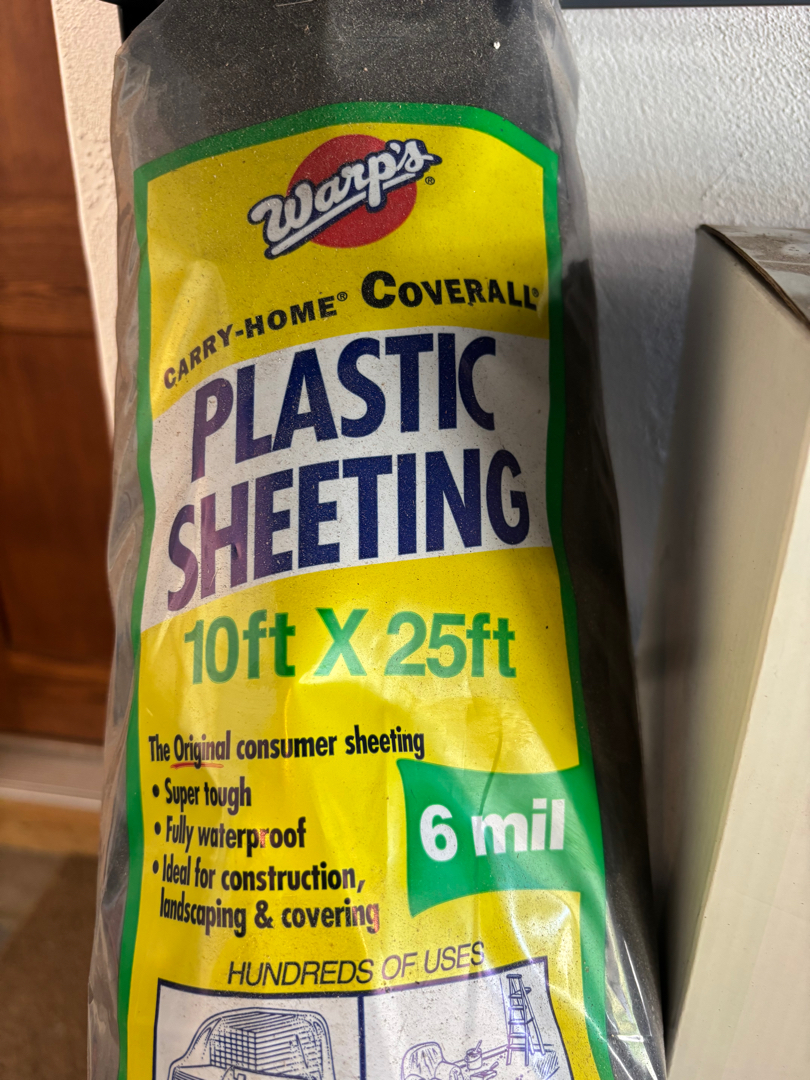 Warp's®
CARRY-HOME® COVERALL®
PLASTIC
SHEETING
10ft X 25ft
The Original consumer sheeting
• Super tough
• Fully waterproof
• Ideal for construction,
landscaping & covering
6 mil
HUNDREDS OF USES